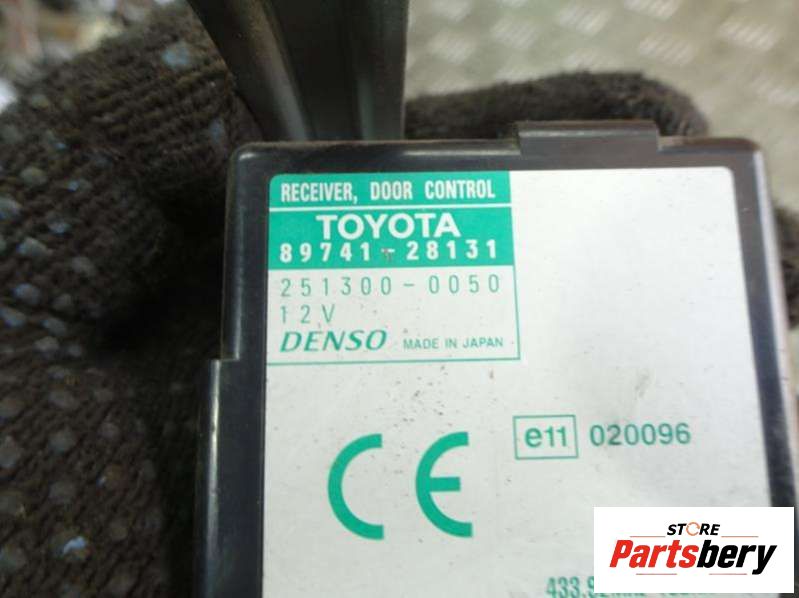 RECEIVER, DOOR CONTROL
TOYOTA
89741-28131
251300-0050
12V
DENSO MADE IN JAPAN
e11 020096
CE
STORE
Partsbery